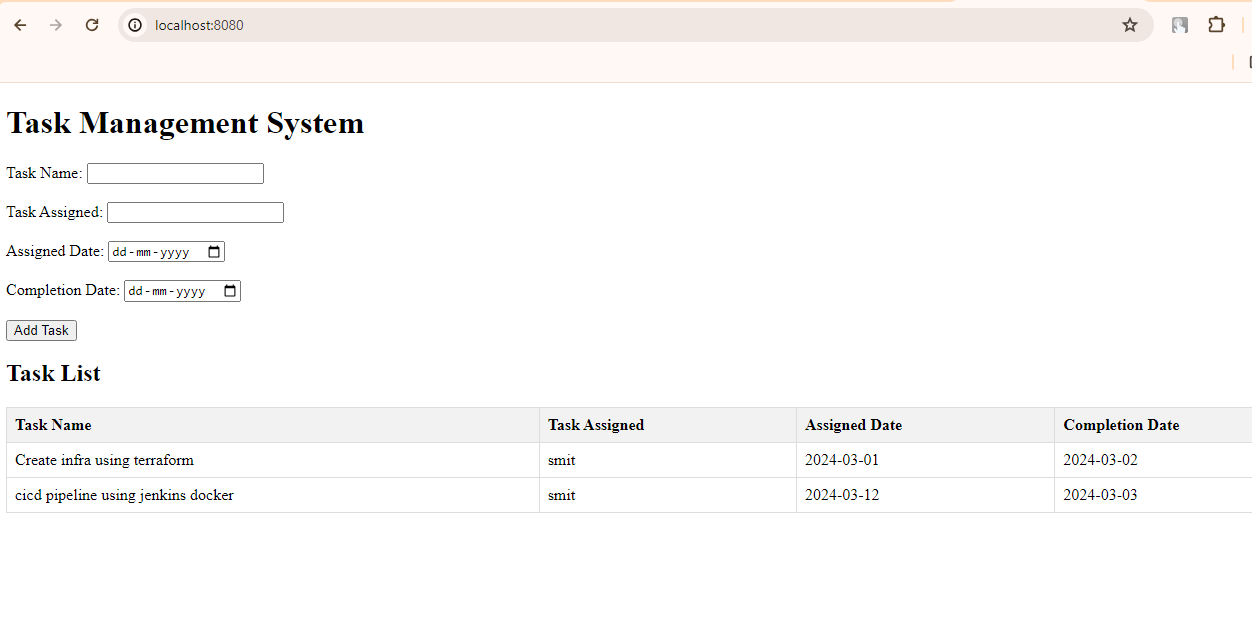 localhost:8080
Task Management System
Task Name:
Task Assigned:
Assigned Date: dd-mm-yyyy
Completion Date: dd-mm-yyyy
Add Task
Task List
Task Name Task Assigned Assigned Date Completion Date
Create infra using terraform smit 2024-03-01 2024-03-02
cicd pipeline using jenkins docker smit 2024-03-12 2024-03-03